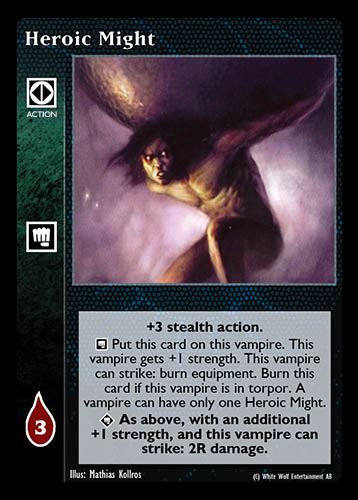 Heroic Might
ACTION
+3 stealth action.
Put this card on this vampire. This
vampire gets +1 strength. This vampire
can strike: burn equipment. Burn this
card if this vampire is in torpor. A
vampire can have only one Heroic Might.
As above, with an additional
+1 strength, and this vampire can
strike: 2R damage.
3
Illus: Mathias Kollros
(C) White Wolf Entertainment AB